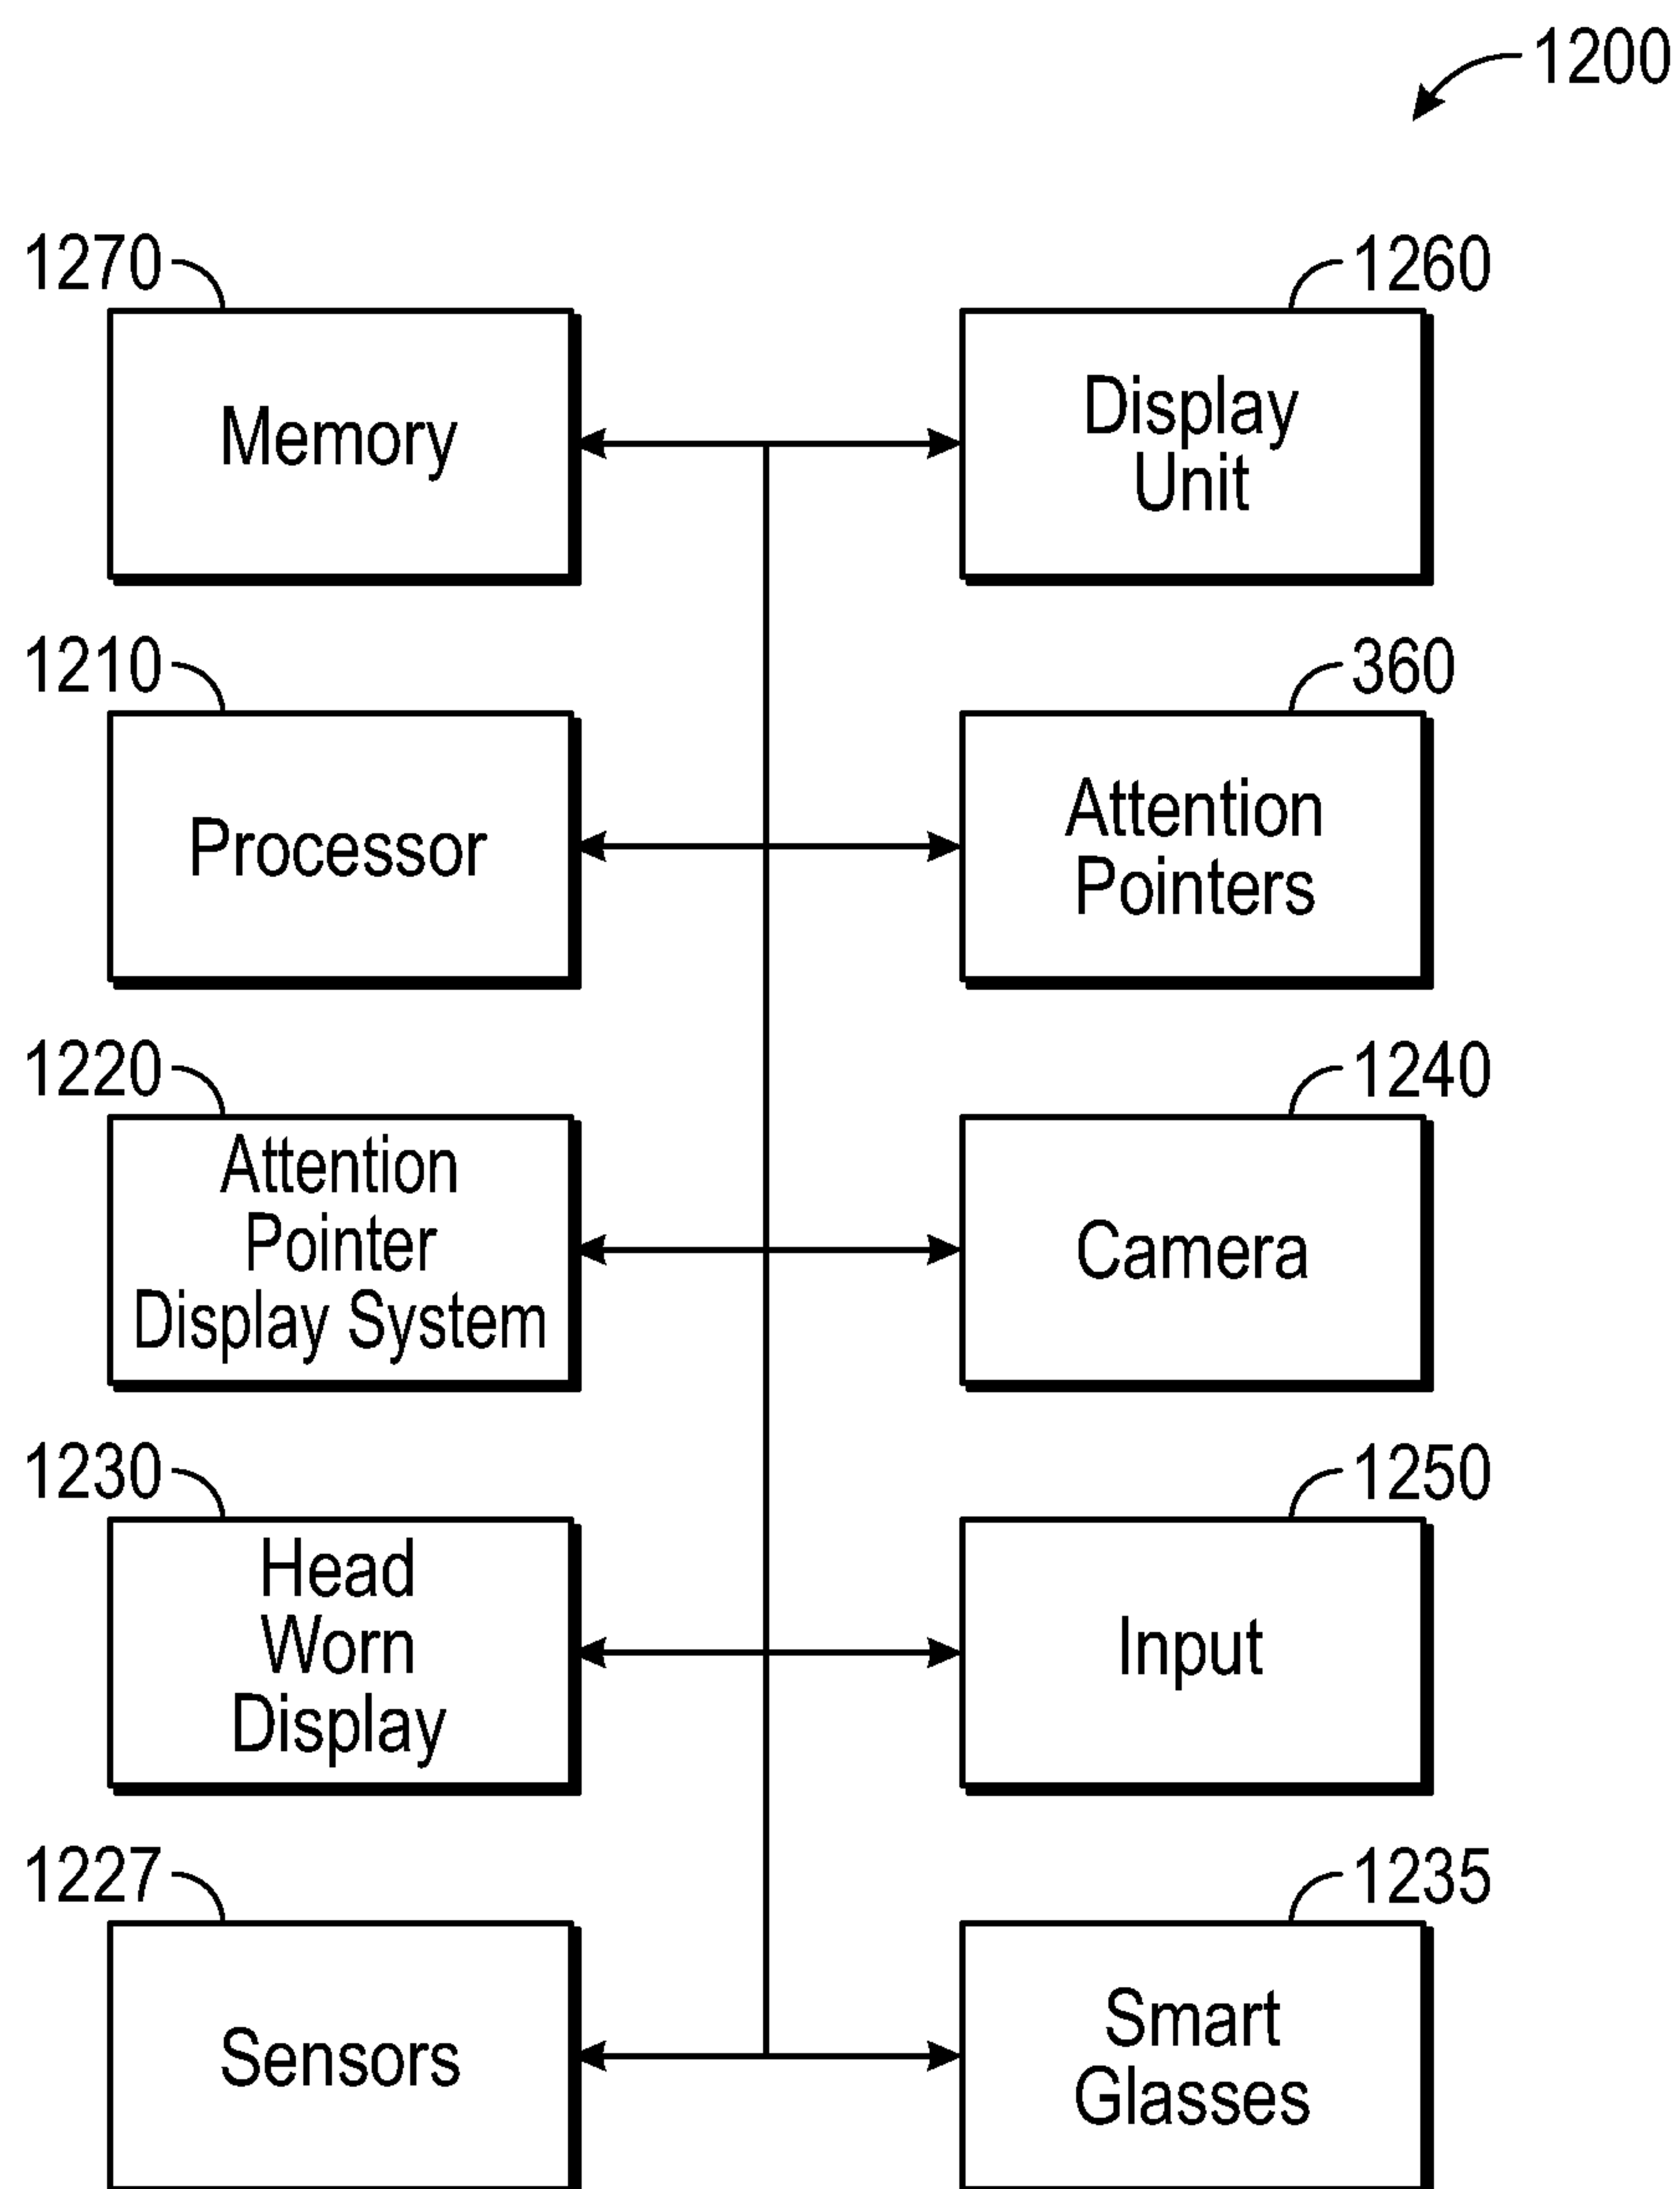 1200
1270
1260
Memory
Display
Unit
1210
360
Processor
Attention
Pointers
1220
1240
Attention
Pointer
Display System
Camera
1230
1250
Head
Worn
Display
Input
1227
1235
Sensors
Smart
Glasses